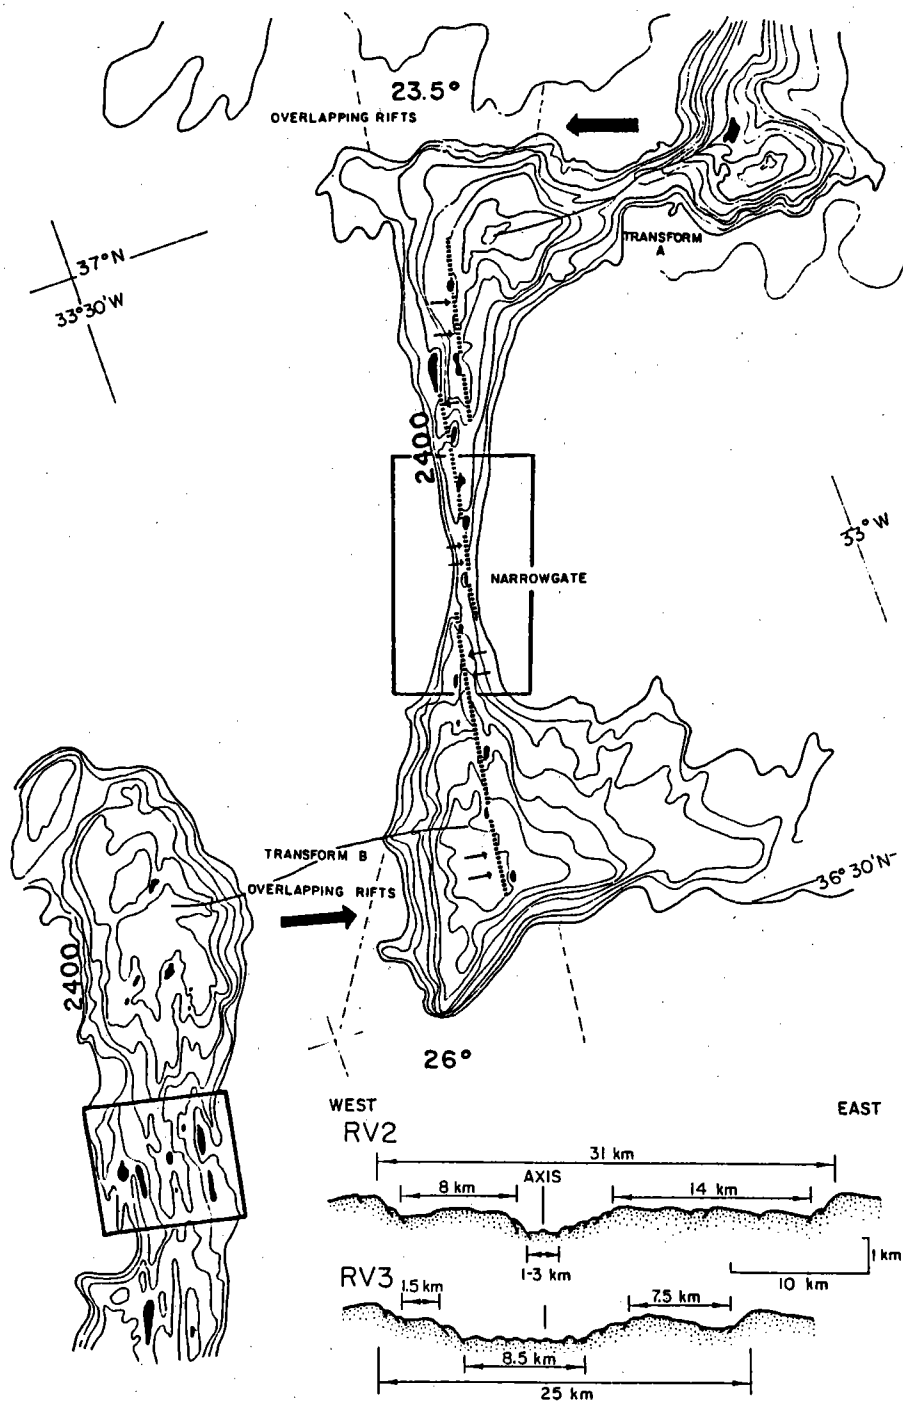 23.5°
OVERLAPPING RIFTS
TRANSFORM
A
37°N
33°30'W
2400
33° W
NARROWGATE
TRANSFORM B
OVERLAPPING RIFTS
36° 30'N
2400
26°
WEST
EAST
RV2
31 km
8 km
AXIS
14 km
1-3 km
1 km
10 km
RV3
1.5 km
7.5 km
8.5 km
25 km